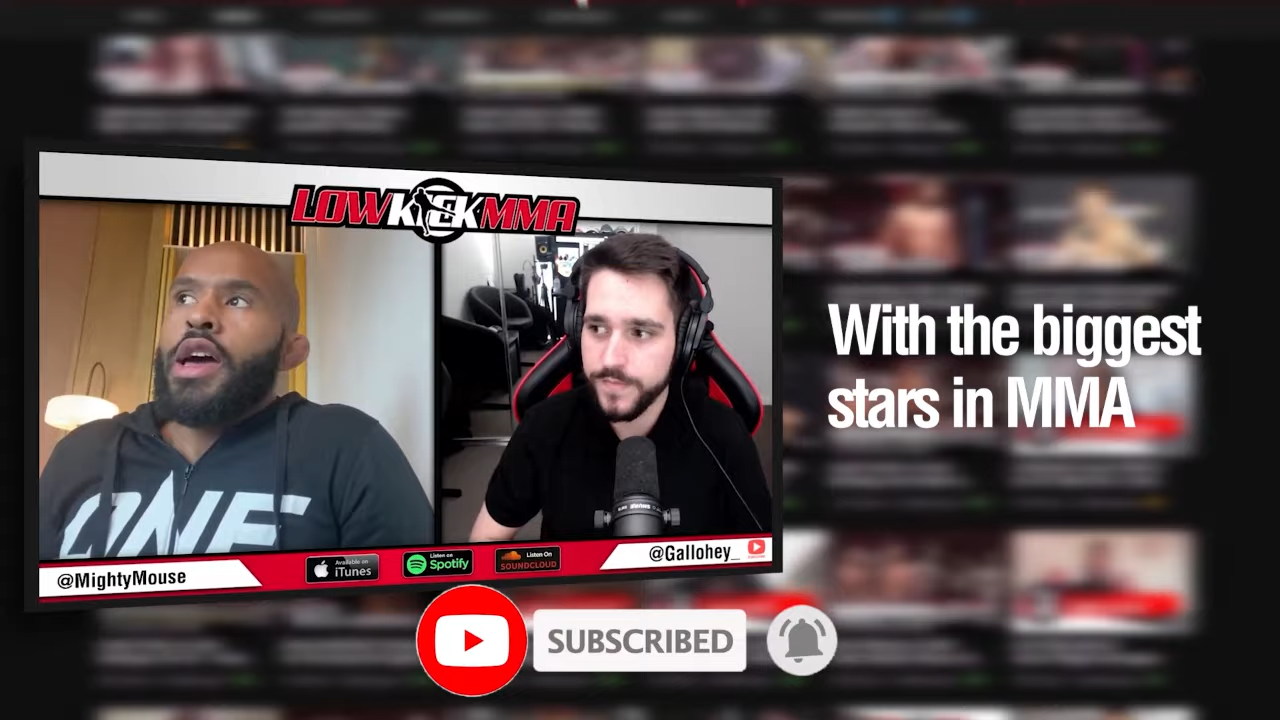 LOWKICKMMA
With the biggest
stars in MMA
ONE
@MightyMouse
Available on
iTunes
Listen on
Spotify
Listen On
SOUNDCLOUD
@Gallohey_
SUBSCRIBED